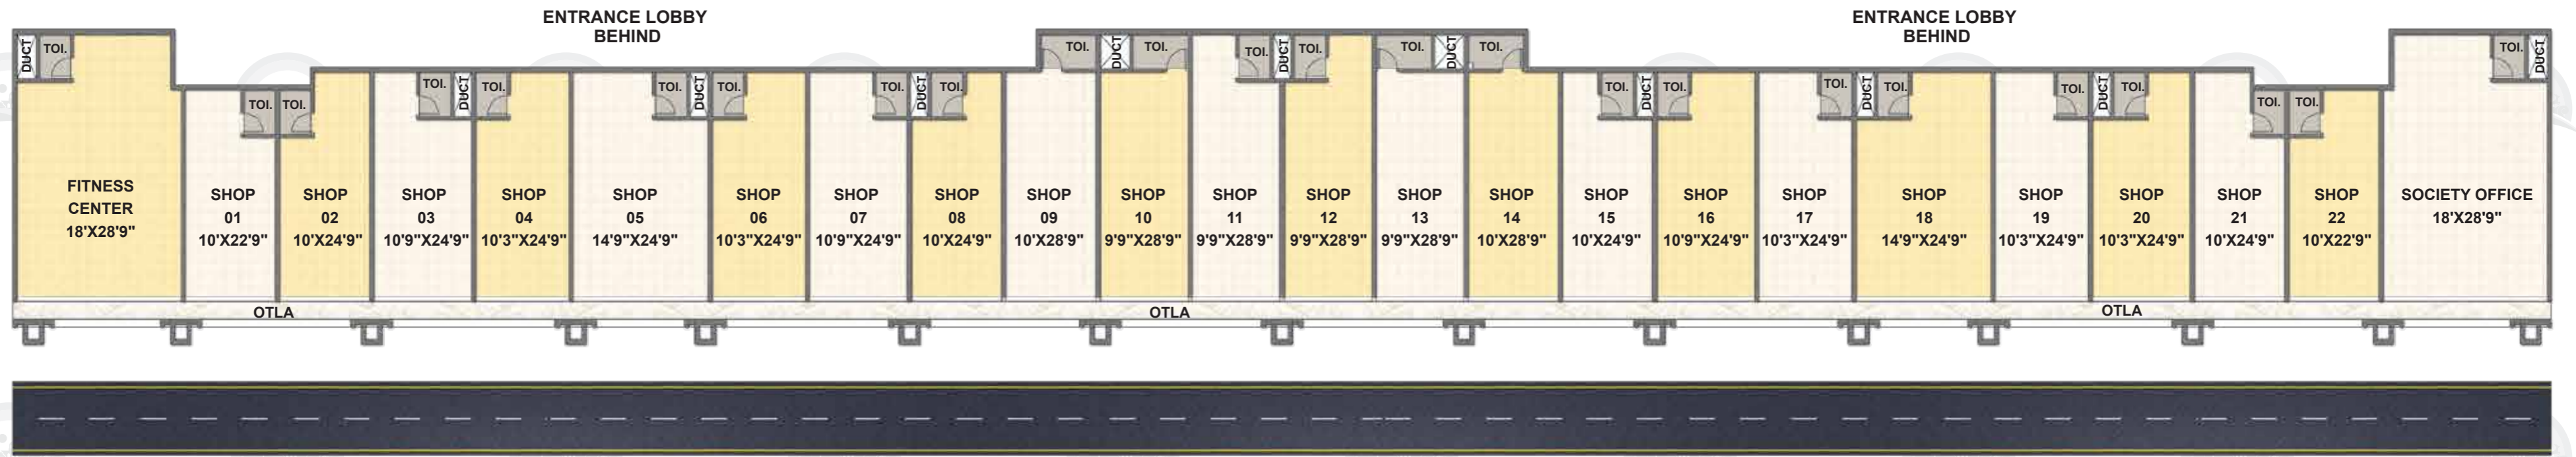 ENTRANCE LOBBY
BEHIND
ENTRANCE LOBBY
BEHIND
DUCT
TOI.
TOI.
TOI.
TOI.
DUCT
TOI.
TOI.
DUCT
TOI.
TOI.
DUCT
TOI.
TOI.
DUCT
TOI.
TOI.
DUCT
TOI.
TOI.
DUCT
TOI.
TOI.
DUCT
TOI.
TOI.
DUCT
TOI.
TOI.
DUCT
TOI.
TOI.
TOI.
TOI.
DUCT
FITNESS
CENTER
18'X28'9"
SHOP
01
10'X22'9"
SHOP
02
10'X24'9"
SHOP
03
10'9"X24'9"
SHOP
04
10'3"X24'9"
SHOP
05
14'9"X24'9"
SHOP
06
10'3"X24'9"
SHOP
07
10'9"X24'9"
SHOP
08
10'X24'9"
SHOP
09
10'X28'9"
SHOP
10
9'9"X28'9"
SHOP
11
9'9"X28'9"
SHOP
12
9'9"X28'9"
SHOP
13
9'9"X28'9"
SHOP
14
10'X28'9"
SHOP
15
10'X24'9"
SHOP
16
10'9"X24'9"
SHOP
17
10'3"X24'9"
SHOP
18
14'9"X24'9"
SHOP
19
10'3"X24'9"
SHOP
20
10'3"X24'9"
SHOP
21
10'X24'9"
SHOP
22
10'X22'9"
SOCIETY OFFICE
18'X28'9"
OTLA
OTLA
OTLA